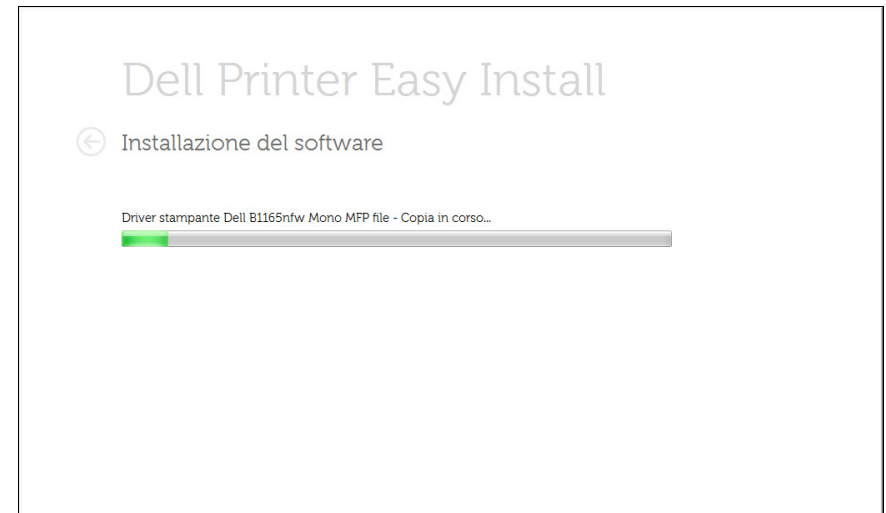 Dell Printer Easy Install
Installazione del software
Driver stampante Dell B1165nfw Mono MFP file - Copia in corso...